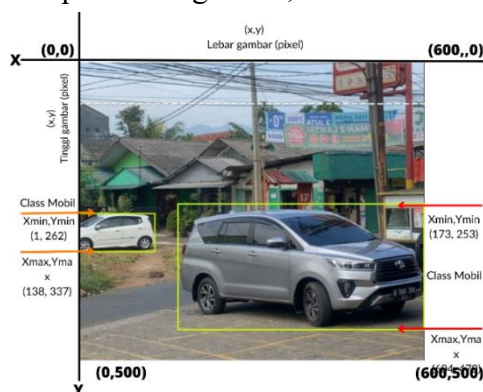 (x,y)
Lebar gambar (pixel)
(0,0)
(600,,0)
X
(x,y)
Tinggi gambar (pixel)
Class Mobil
Xmin,Ymin
(1, 262)
Xmax,Yma
x
(138, 337)
Xmin,Ymin
(173, 253)
Class Mobil
Xmax,Yma
x
(0,500)
(600,500)
Y